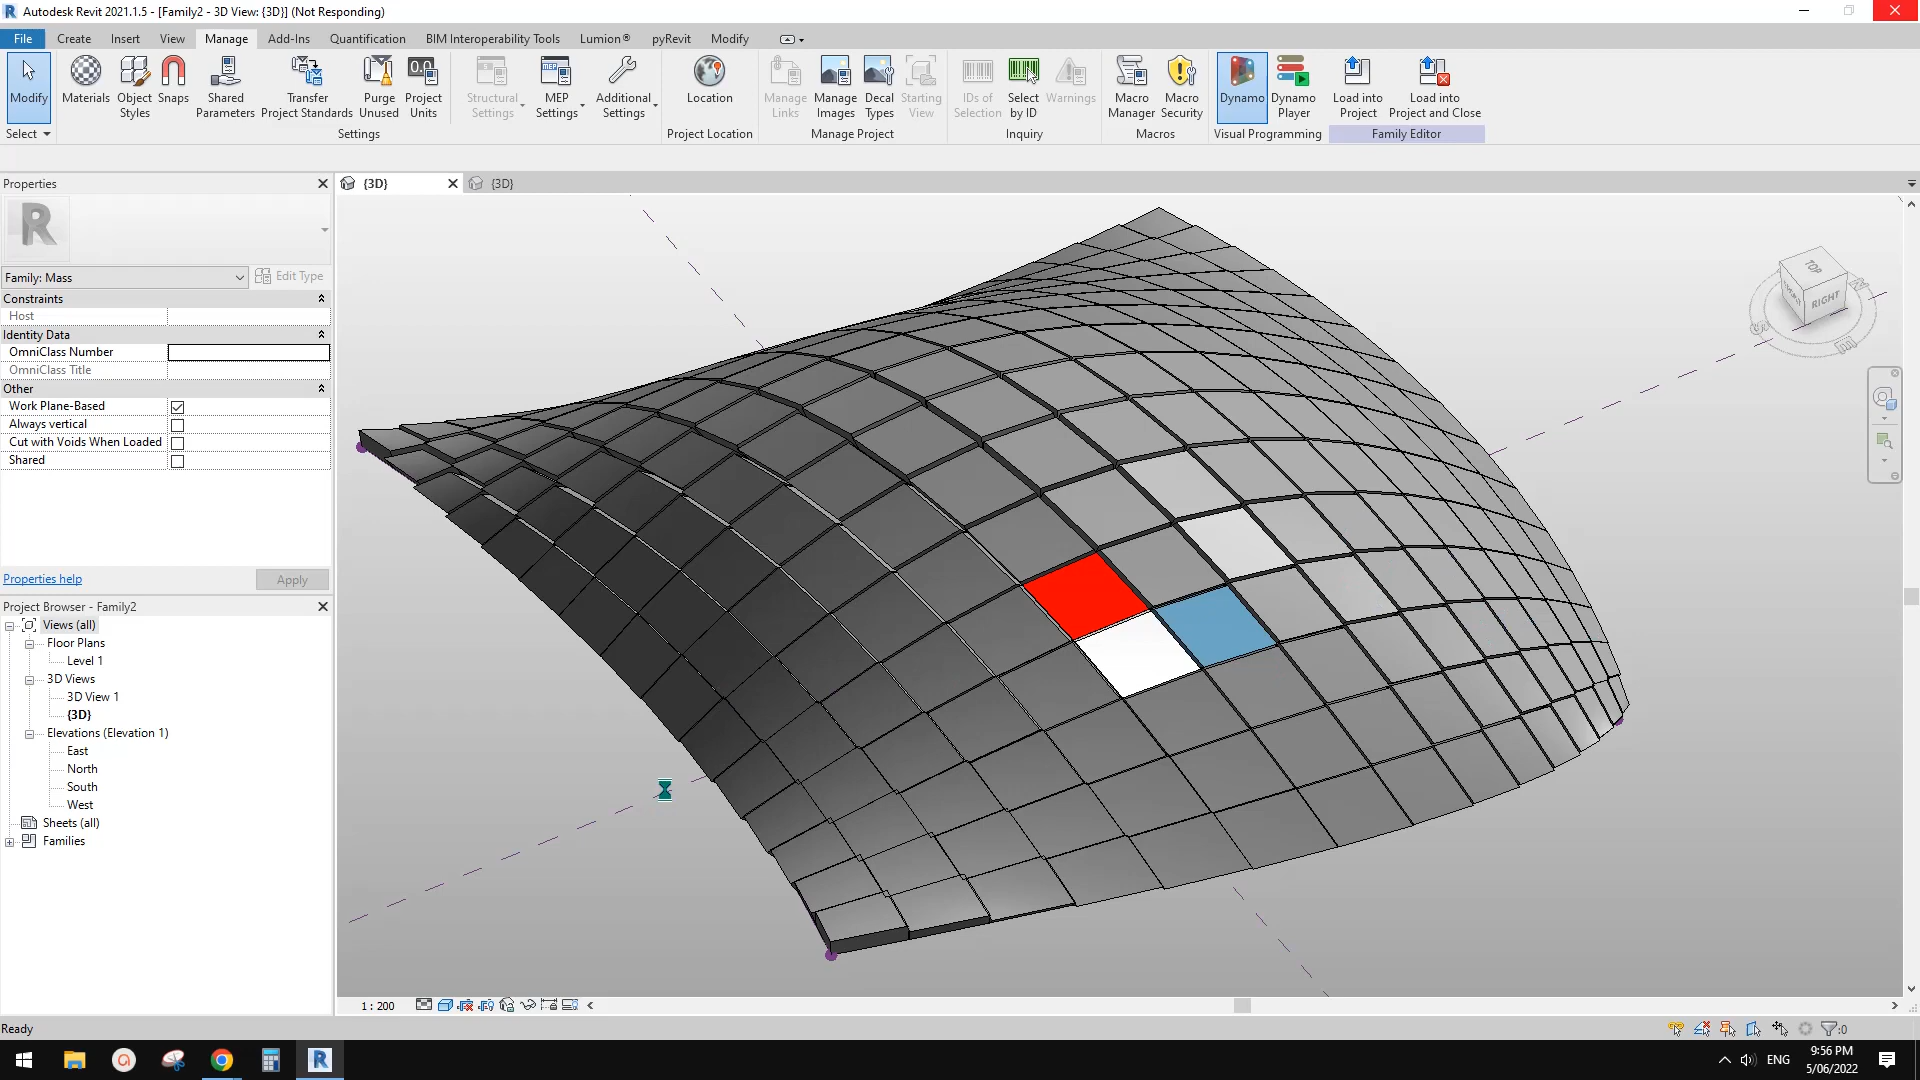 Autodesk Revit 2021.1.5 - [Family2 - 3D View: {3D}] (Not Responding)
File Create Insert View Manage Add-Ins Quantification BIM Interoperability Tools Lumion® pyRevit Modify
Modify
Materials
Object Styles
Snaps
Shared Parameters
Transfer Project Standards
Purge Unused
Project Units
Structural Settings
MEP Settings
Additional Settings
Location
Manage Links
Manage Images
Decal Types
Starting View
IDs of Selection
Select by ID
Warnings
Macro Manager
Macro Security
Dynamo
Dynamo Player
Load into Project
Load into Project and Close
Select Settings Project Location Manage Project Inquiry Macros Visual Programming Family Editor
Properties
{3D} {3D}
Family: Mass Edit Type
Constraints
Host
Identity Data
OmniClass Number
OmniClass Title
Other
Work Plane-Based
Always vertical
Cut with Voids When Loaded
Shared
Properties help Apply
Project Browser - Family2
Views (all)
Floor Plans
Level 1
3D Views
3D View 1
{3D}
Elevations (Elevation 1)
East
North
South
West
Sheets (all)
Families
TOP
RIGHT
1 : 200
Ready
:0
ENG
9:56 PM
5/06/2022